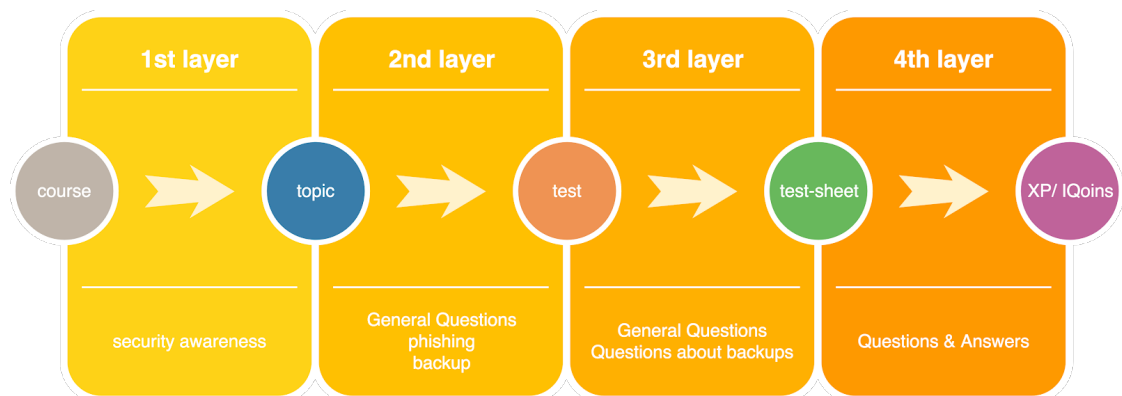 1st layer
2nd layer
3rd layer
4th layer
course
topic
test
test-sheet
XP/ IQoins
security awareness
General Questions
phishing
backup
General Questions
Questions about backups
Questions & Answers